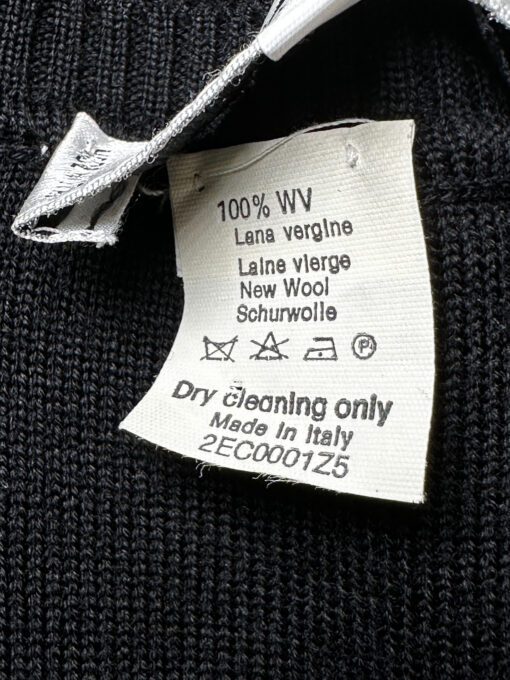 100% WV
Lana vergine
Laine vierge
New Wool
Schurwolle
P
Dry cleaning only
Made in Italy
2EC0001Z5